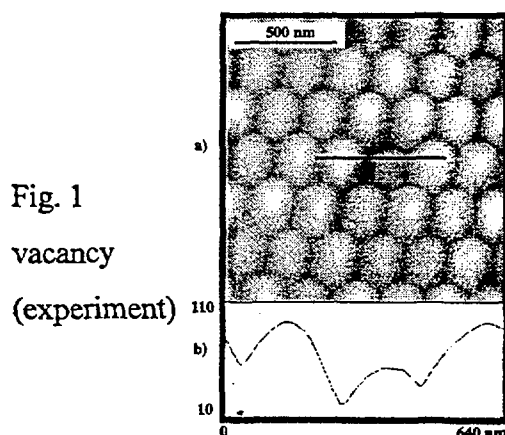 500 nm
a)
Fig. 1
vacancy
(experiment)
110
b)
10
0 640 nm